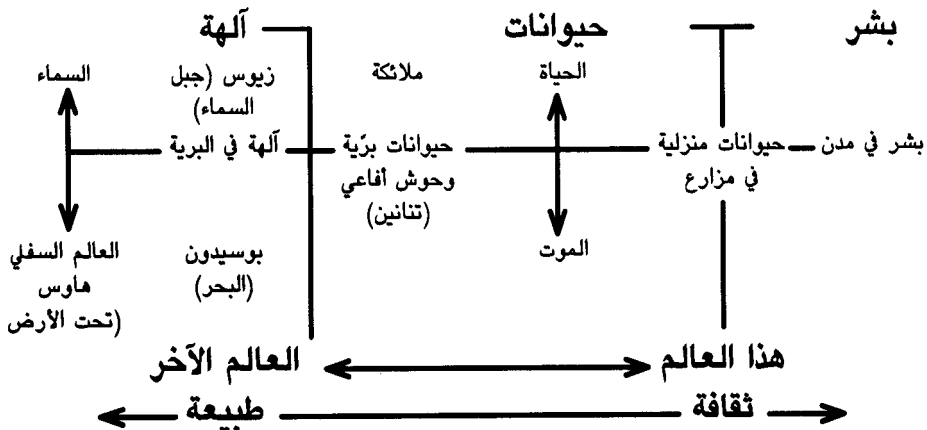 بشر
حيوانات
آلهة
الحياة
ملائكة
زيوس (جبل
السماء)
السماء
بشر في مدن
حيوانات منزلية
في مزارع
حيوانات برّية
وحوش أفاعي
(تنانين)
آلهة في البرية
الموت
بوسيدون
(البحر)
العالم السفلي
هاوس
(تحت الأرض
هذا العالم
العالم الآخر
ثقافة
طبيعة